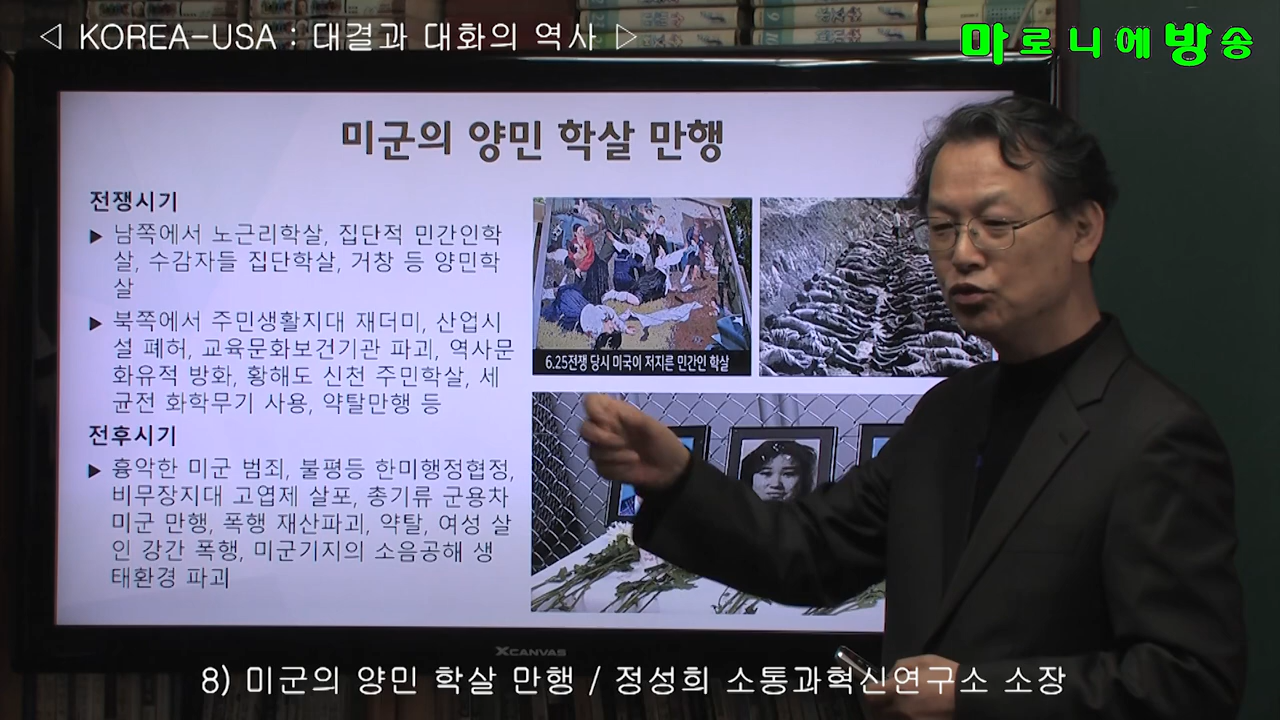 ◁ KOREA-USA : 대결과 대화의 역사 ▷
마로니에방송
미군의 양민 학살 만행
전쟁시기
▶ 남쪽에서 노근리학살, 집단적 민간인학
살, 수감자들 집단학살, 거창 등 양민학
살
▶ 북쪽에서 주민생활지대 재더미, 산업시
설 폐허, 교육문화보건기관 파괴, 역사문
화유적 방화, 황해도 신천 주민학살, 세
균전 화학무기 사용, 약탈만행 등
전후시기
▶ 흉악한 미군 범죄, 불평등 한미행정협정,
비무장지대 고엽제 살포, 총기류 군용차
미군 만행, 폭행 재산파괴, 약탈, 여성 살
인 강간 폭행, 미군기지의 소음공해 생
태환경 파괴
6.25전쟁 당시 미국이 저지른 민간인 학살
XCANVAS
8) 미군의 양민 학살 만행 / 정성희 소통과혁신연구소 소장